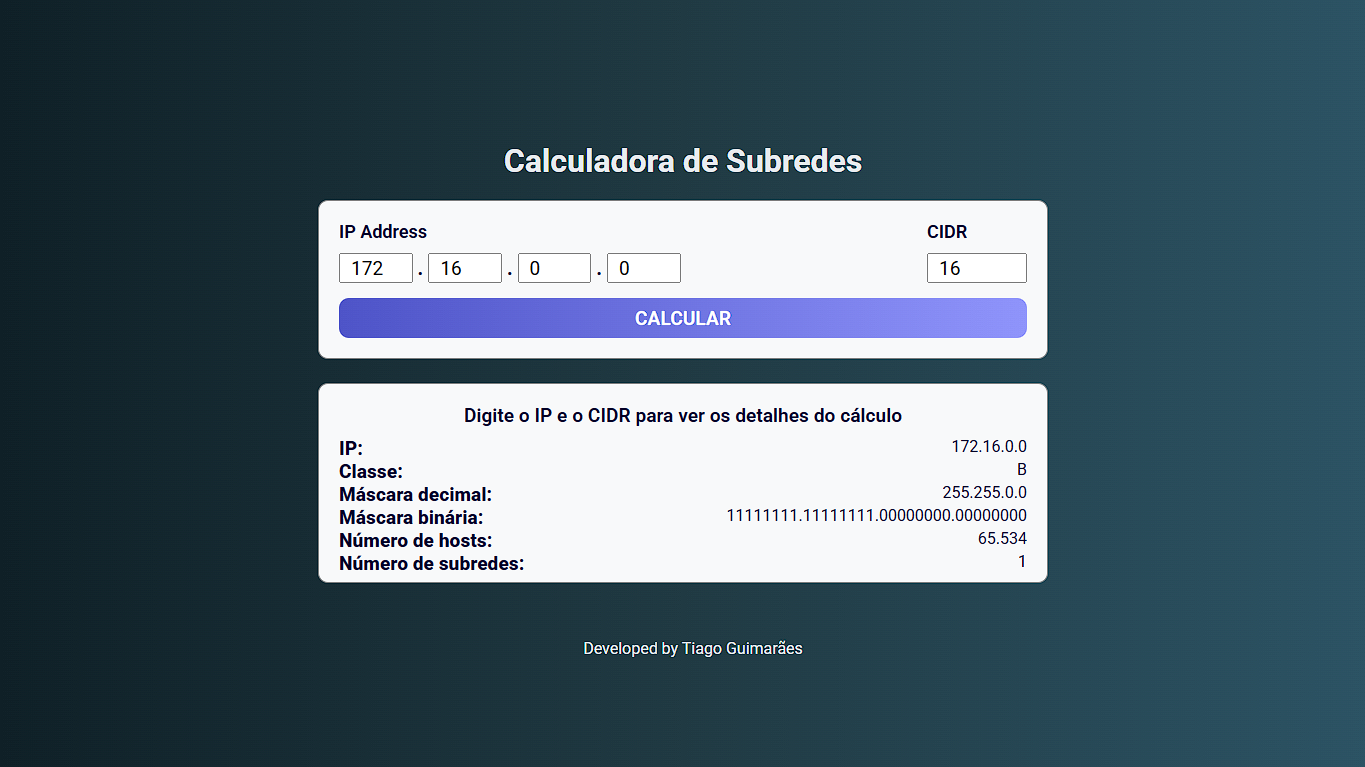 Calculadora de Subredes
IP Address CIDR
172 . 16 . 0 . 0 16
CALCULAR
Digite o IP e o CIDR para ver os detalhes do cálculo
IP: 172.16.0.0
Classe: B
Máscara decimal: 255.255.0.0
Máscara binária: 11111111.11111111.00000000.00000000
Número de hosts: 65.534
Número de subredes: 1
Developed by Tiago Guimarães